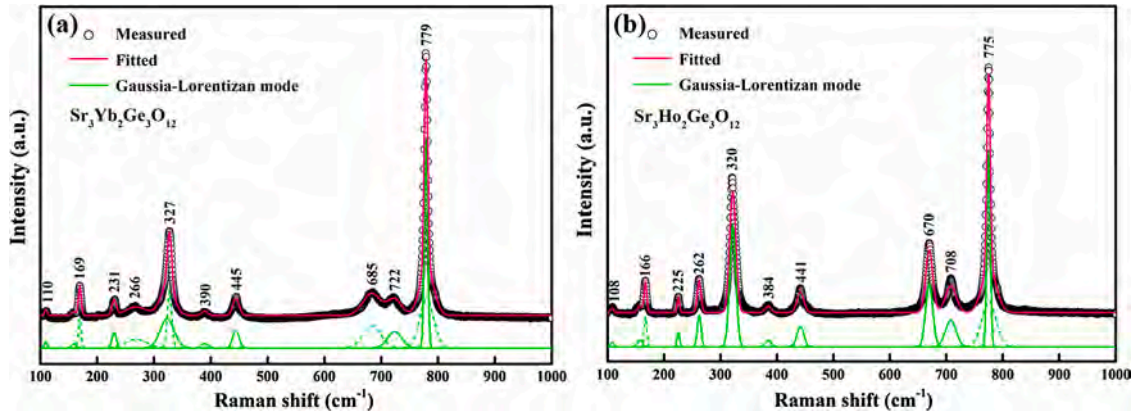 (a)
Measured
Fitted
Gaussia-Lorentizan mode
Sr3Yb2Ge3O12
110
169
231
266
327
390
445
685
722
779
Intensity (a.u.)
100 200 300 400 500 600 700 800 900 1000
Raman shift (cm-1)
(b)
Measured
Fitted
Gaussia-Lorentizan mode
Sr3Ho2Ge3O12
108
166
225
262
320
384
441
670
708
775
Intensity (a.u.)
100 200 300 400 500 600 700 800 900 1000
Raman shift (cm-1)